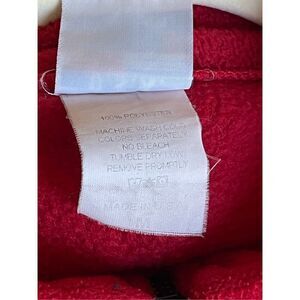 100% POLYESTER
MACHINE WASH COLD
COLORS SEPARATELY
NO BLEACH
TUMBLE DRY LOW
REMOVE PROMPTLY
MADE IN